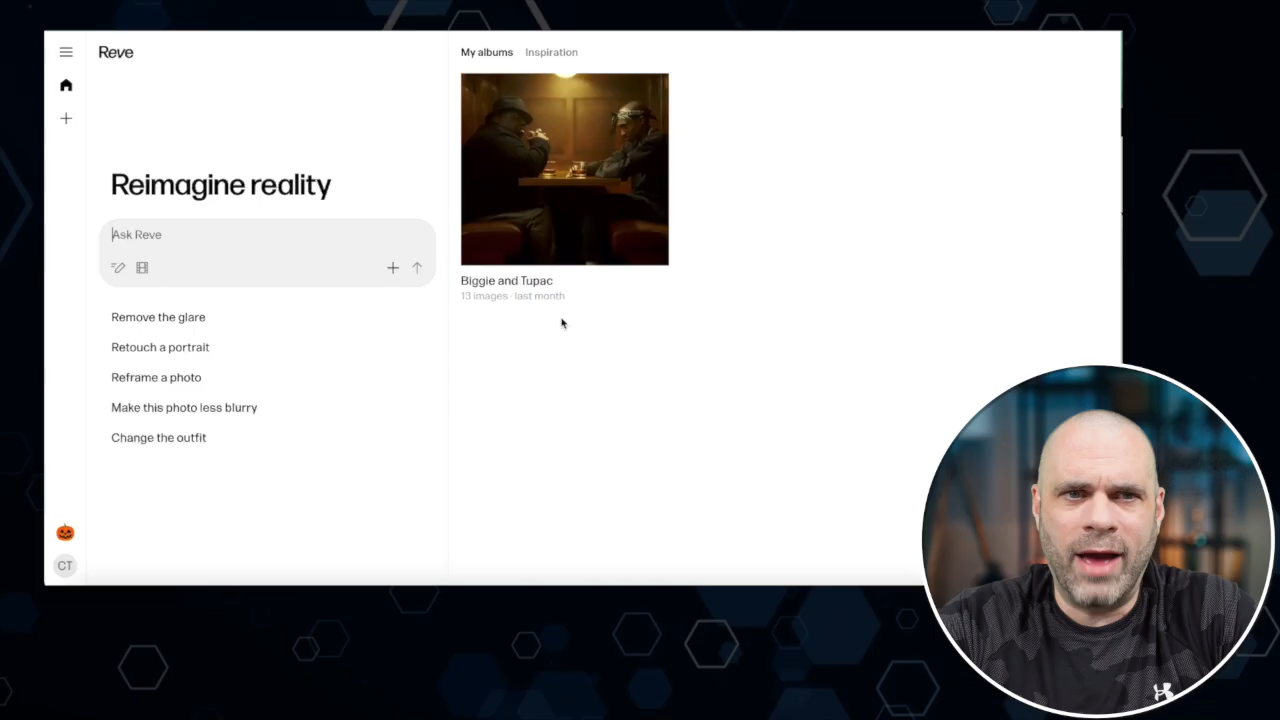 Reve
Reimagine reality
Ask Reve
Remove the glare
Retouch a portrait
Reframe a photo
Make this photo less blurry
Change the outfit
CT
My albums Inspiration
Biggie and Tupac
13 images · last month